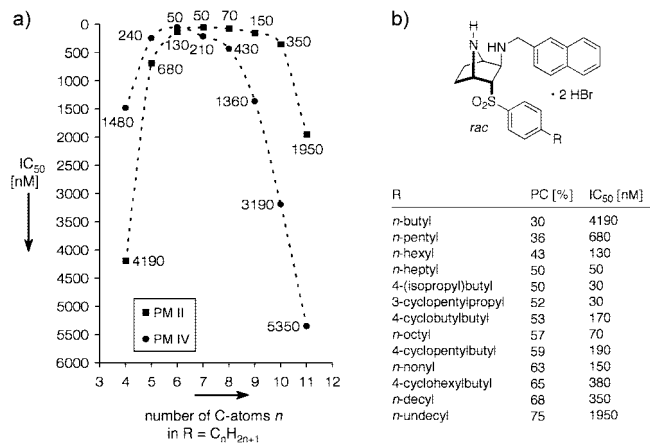 a)
50 50 70 150
240 350
130 210 430
680
1480 1360
1950
4190 3190
5350
0
500
1000
1500
2000
2500
3000
3500
4000
4500
5000
5500
6000
IC50
[nM]
PM II
PM IV
3 4 5 6 7 8 9 10 11 12
number of C-atoms n
in R = CnH2n+1
b)
H
N
HN
SO2
• 2 HBr
rac
R
R PC [%] IC50 [nM]
n-butyl 30 4190
n-pentyl 36 680
n-hexyl 43 130
n-heptyl 50 50
4-(isopropyl)butyl 50 30
3-cyclopentylpropyl 52 30
4-cyclobutylbutyl 53 170
n-octyl 57 70
4-cyclopentylbutyl 59 190
n-nonyl 63 150
4-cyclohexylbutyl 65 380
n-decyl 68 350
n-undecyl 75 1950